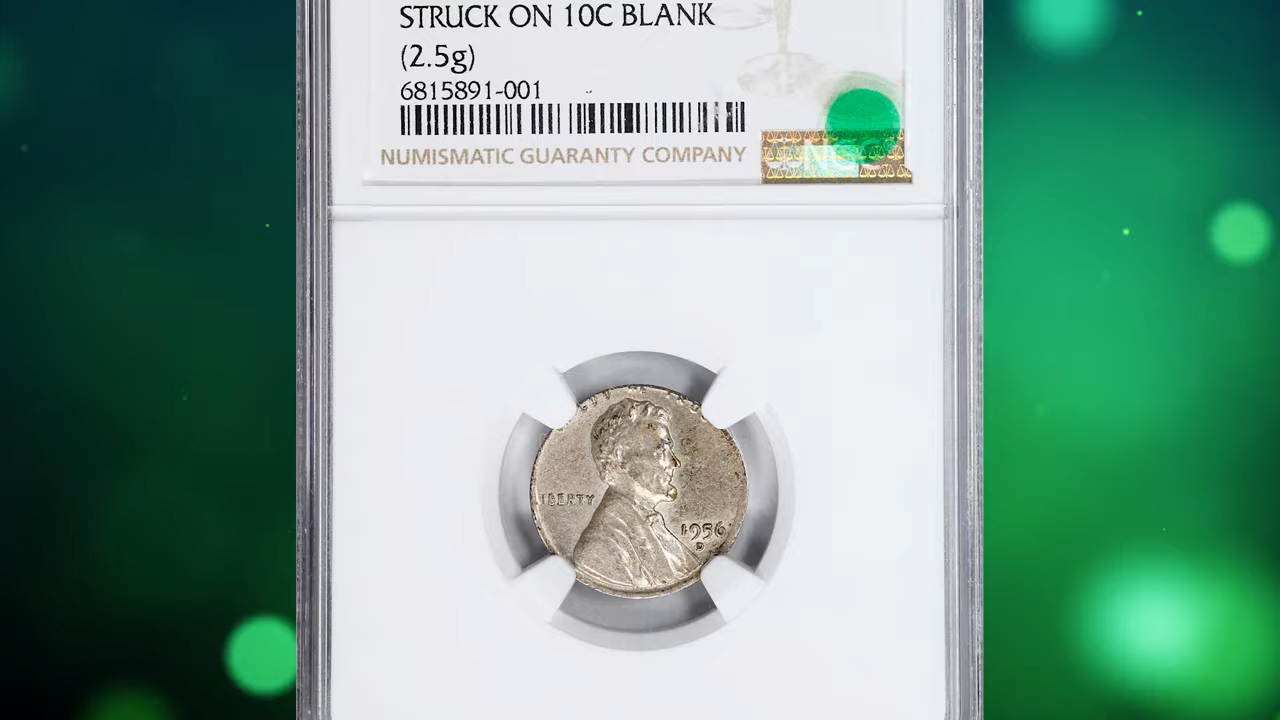 STRUCK ON 10C BLANK
(2.5g)
6815891-001
NUMISMATIC GUARANTY COMPANY
LIBERTY
1956
D